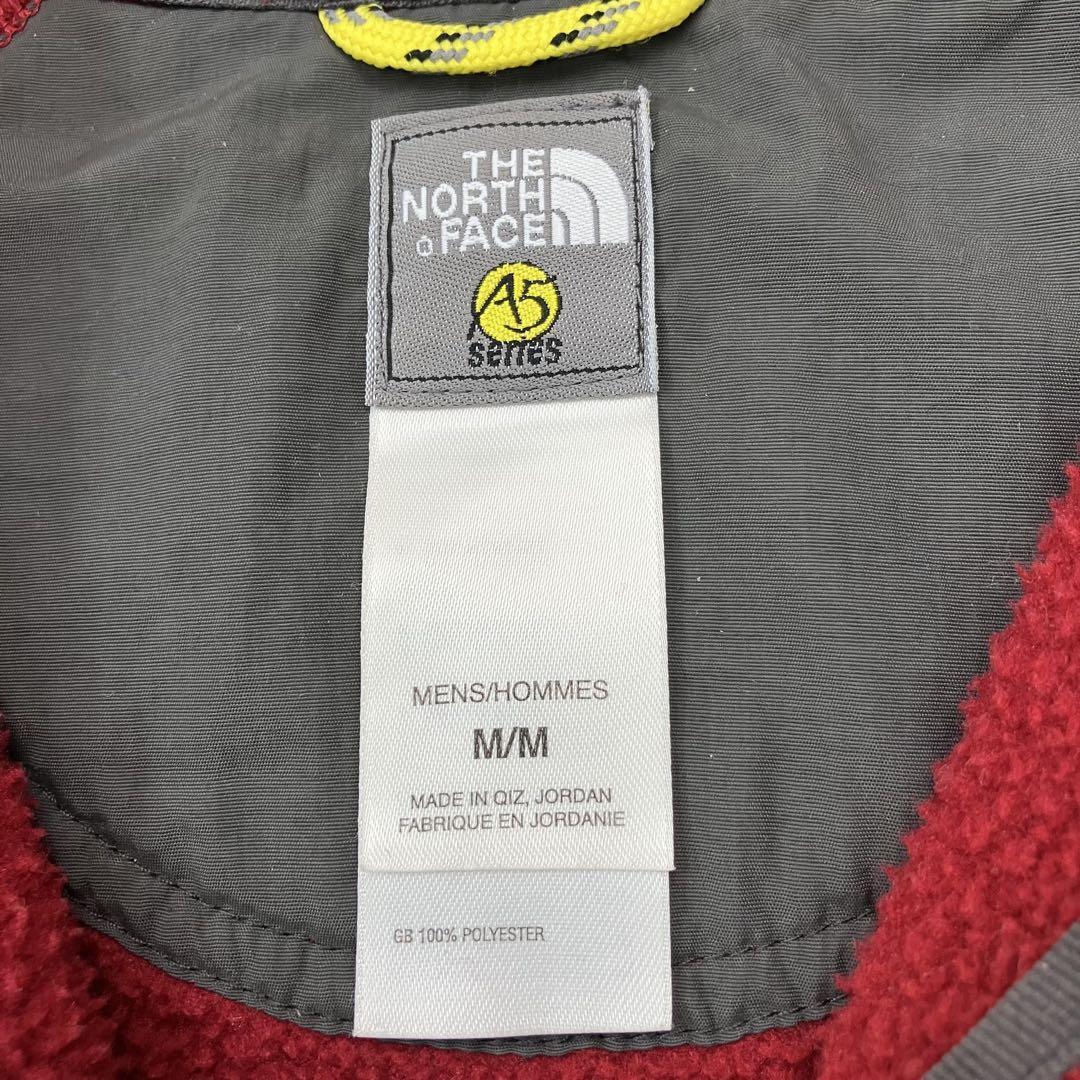 THE
NORTH
® FACE
A5
series
MENS/HOMMES
M/M
MADE IN QIZ, JORDAN
FABRIQUE EN JORDANIE
GB 100% POLYESTER